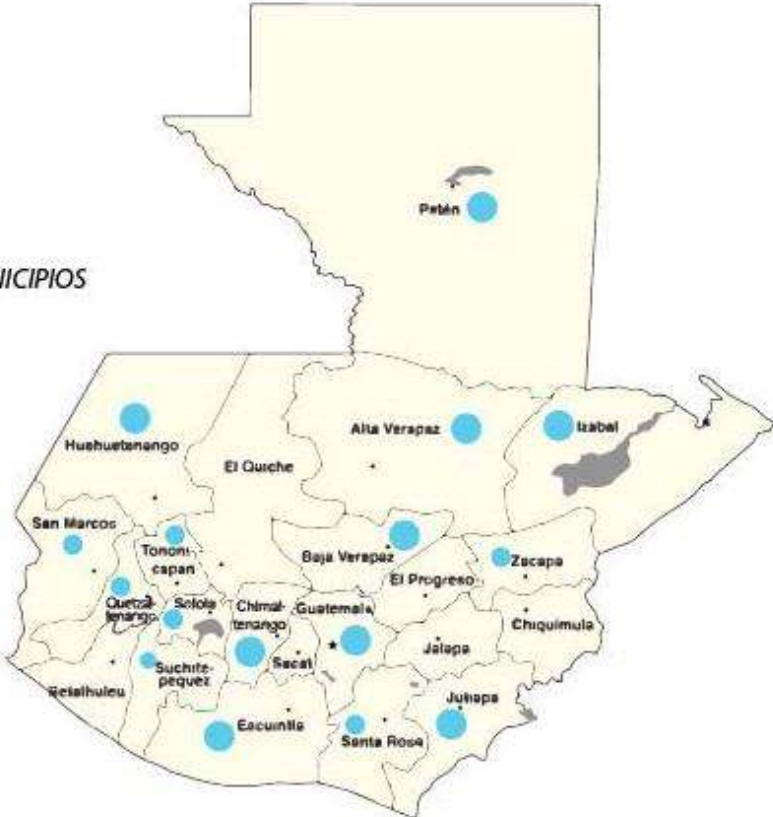 Petén
NICIPIOS
Huehuetenango
Alta Verapaz
Izabal
El Quiche
San Marcos
Tononi-
capan
Baja Verapaz
Zacapa
El Progreso
Quetzal-
tenango
Solola
Chimal-
tenango
Guatemala
Chiquimula
Jalapa
Sacat
Suchite-
pequez
Retalhuleu
Jutiapa
Escuintla
Santa Rosa